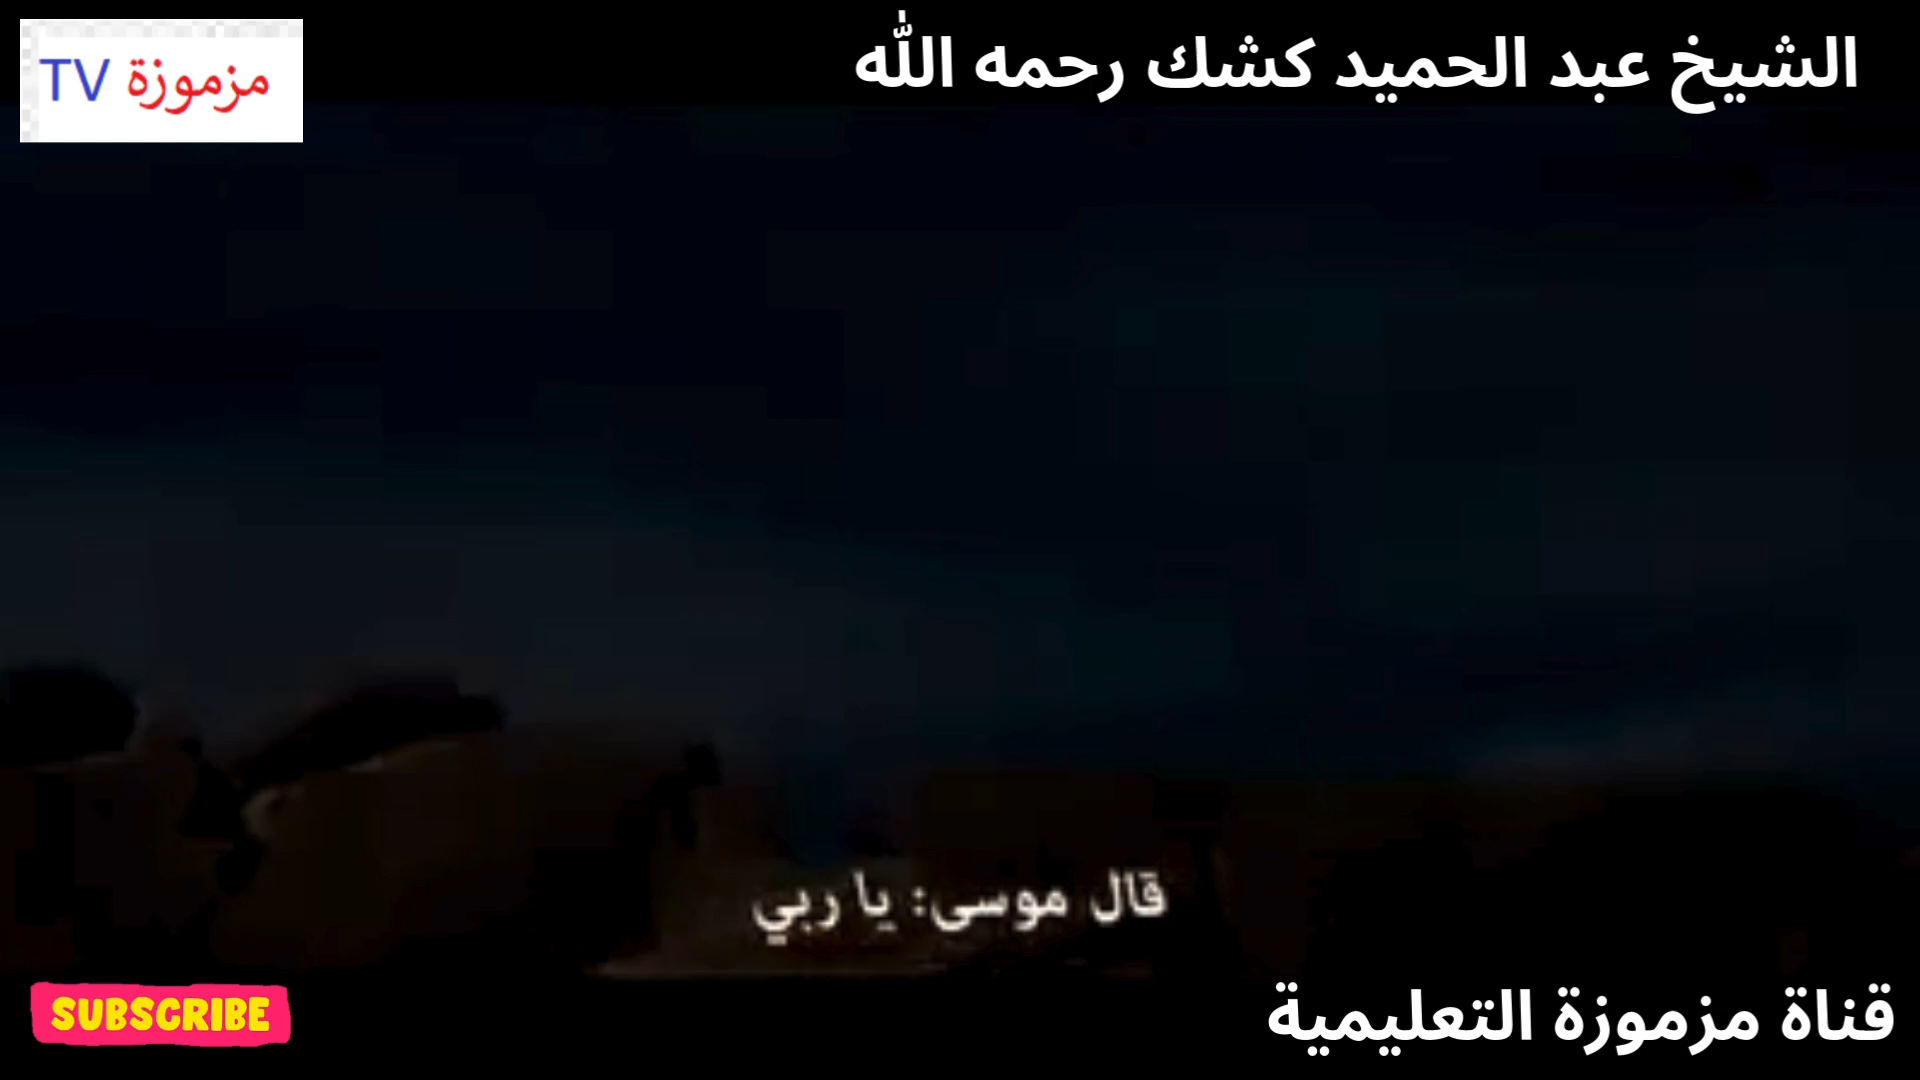 الشيخ عبد الحميد كشك رحمه الله
مزموزة TV
قال موسى: يا ربي
SUBSCRIBE
قناة مزموزة التعليمية